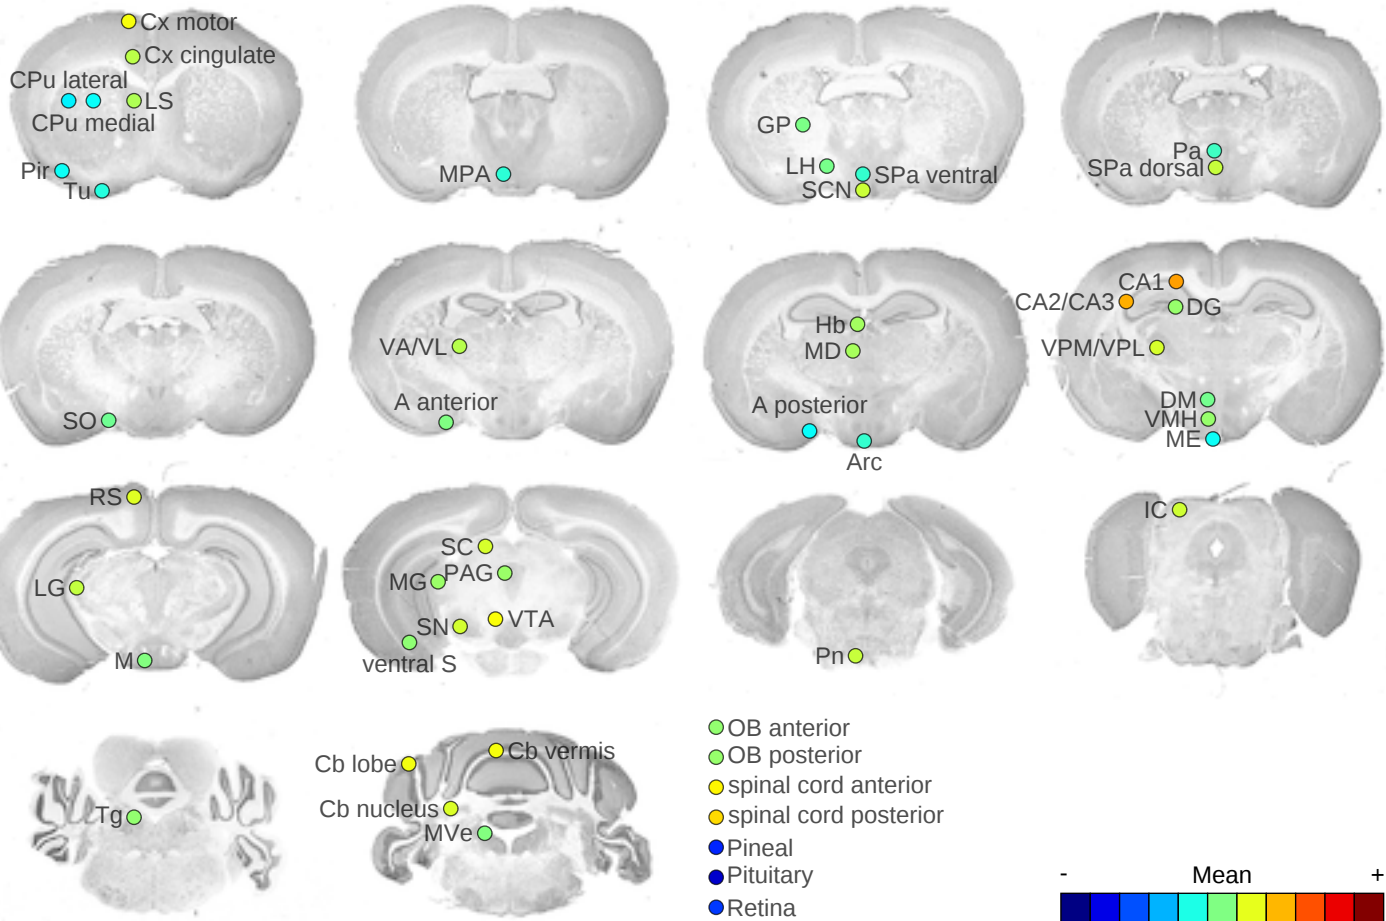 Cx motor
Cx cingulate
CPu lateral
LS
CPu medial
Pir
Tu
MPA
GP
LH
SPa ventral
SCN
Pa
SPa dorsal
SO
VA/VL
A anterior
Hb
MD
A posterior
Arc
CA1
CA2/CA3
DG
VPM/VPL
DM
VMH
ME
RS
LG
M
SC
MG
PAG
SN
VTA
ventral S
Pn
IC
Tg
Cb lobe
Cb vermis
Cb nucleus
MVe
OB anterior
OB posterior
spinal cord anterior
spinal cord posterior
Pineal
Pituitary
Retina
- Mean +